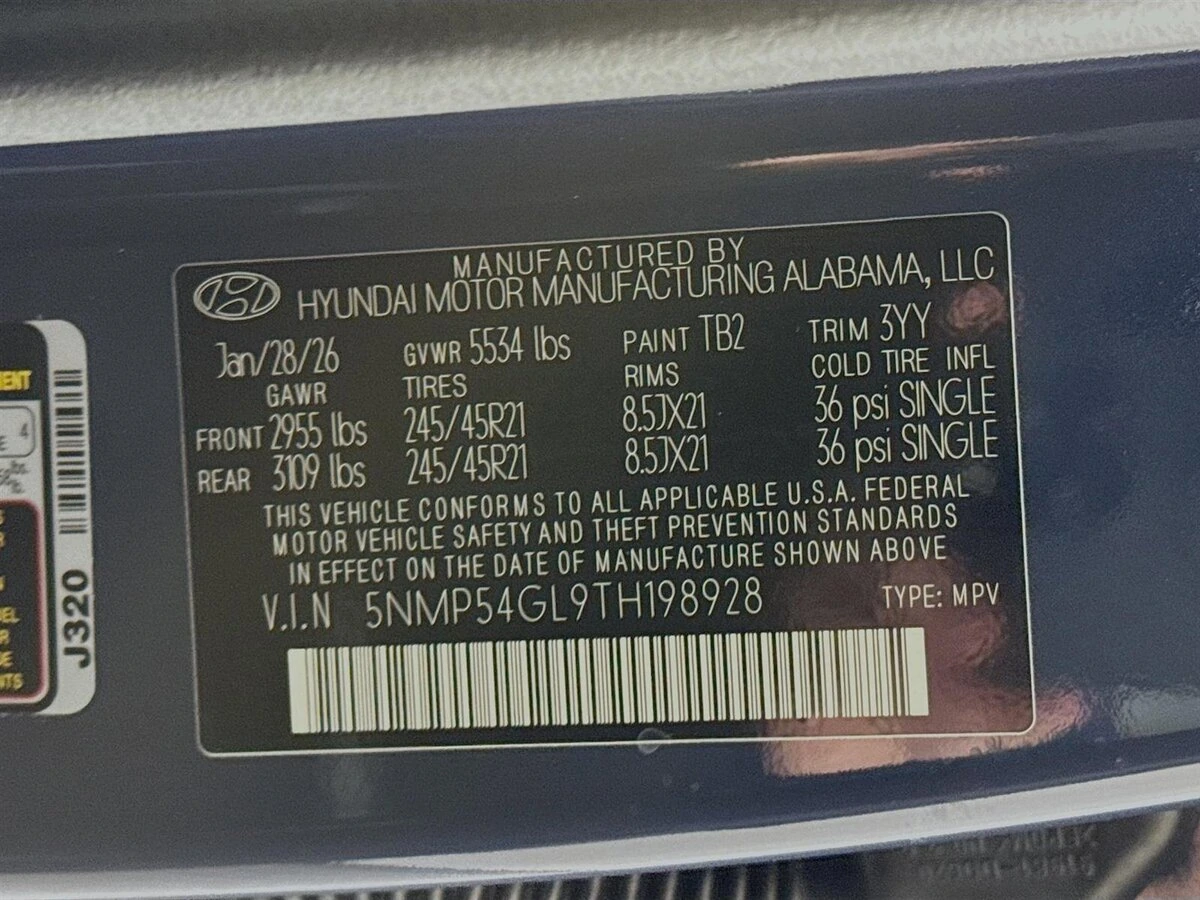 MANUFACTURED BY
HYUNDAI MOTOR MANUFACTURING ALABAMA, LLC
Jan/28/26 GVWR 5534 lbs PAINT TB2 TRIM 3YY
GAWR TIRES RIMS COLD TIRE INFL
FRONT 2955 lbs 245/45R21 8.5JX21 36 psi SINGLE
REAR 3109 lbs 245/45R21 8.5JX21 36 psi SINGLE
THIS VEHICLE CONFORMS TO ALL APPLICABLE U.S.A. FEDERAL
MOTOR VEHICLE SAFETY AND THEFT PREVENTION STANDARDS
IN EFFECT ON THE DATE OF MANUFACTURE SHOWN ABOVE
V.I.N 5NMP54GL9TH198928 TYPE: MPV
J320